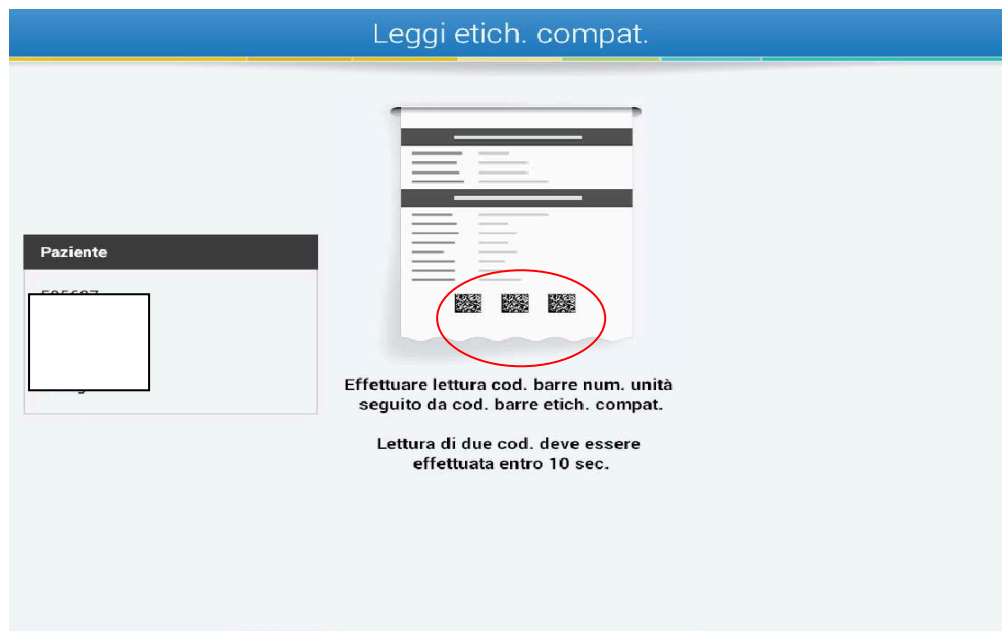 Leggi etich. compat.
Paziente
Effettuare lettura cod. barre num. unità
seguito da cod. barre etich. compat.
Lettura di due cod. deve essere
effettuata entro 10 sec.